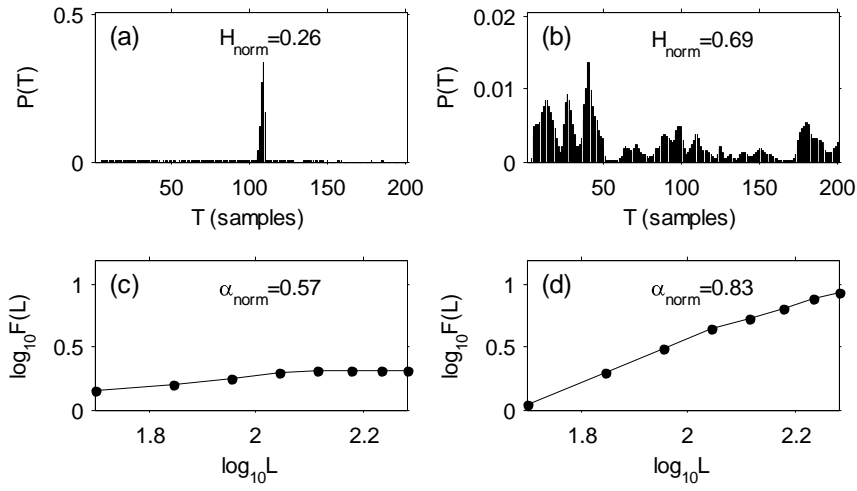 (a) H_norm=0.26
0.5
0
P(T)
50 100 150 200
T (samples)
(b) H_norm=0.69
0.02
0.01
0
P(T)
50 100 150 200
T (samples)
(c) α_norm=0.57
1
0.5
0
log₁₀F(L)
1.8 2 2.2
log₁₀L
(d) α_norm=0.83
1
0.5
0
log₁₀F(L)
1.8 2 2.2
log₁₀L